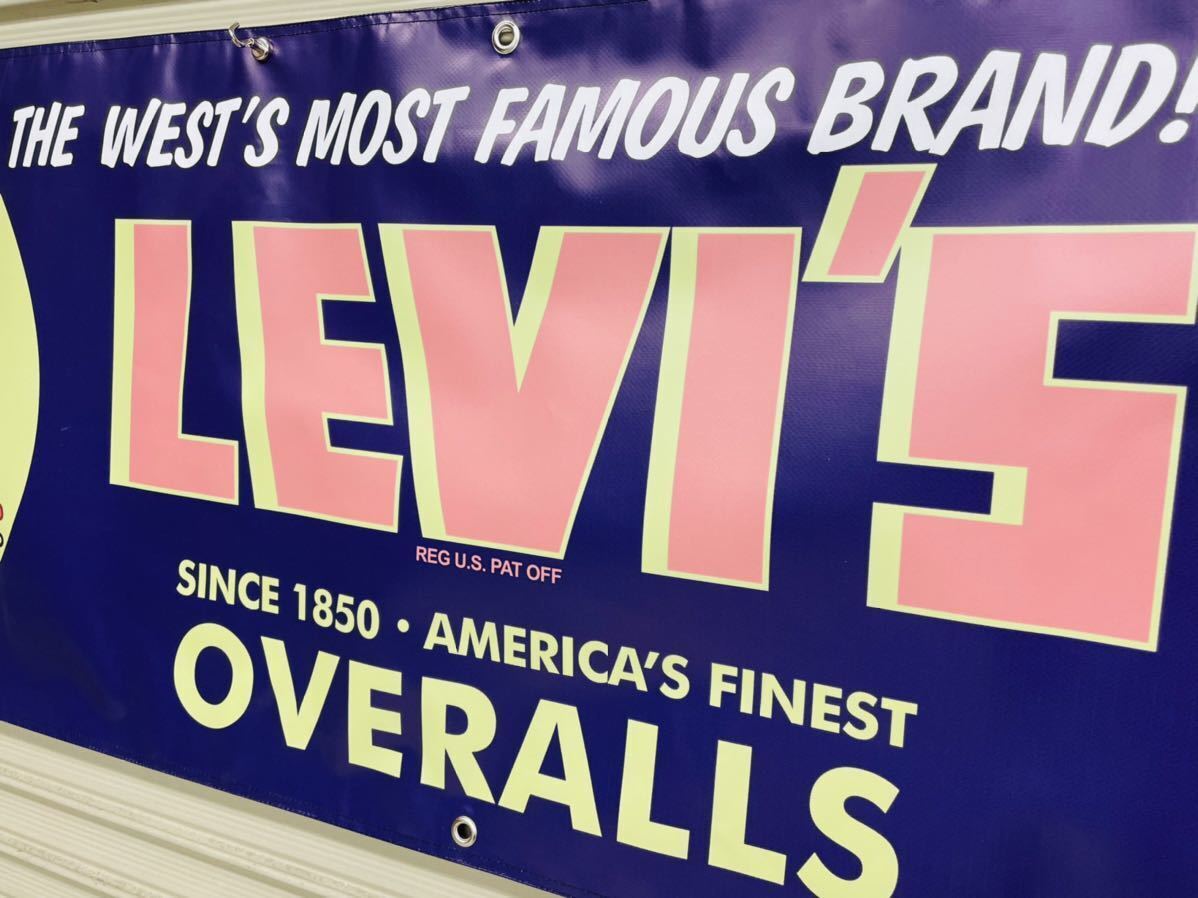 THE WEST'S MOST FAMOUS BRAND!
LEVI'S
REG U.S. PAT OFF
SINCE 1850 • AMERICA'S FINEST
OVERALLS